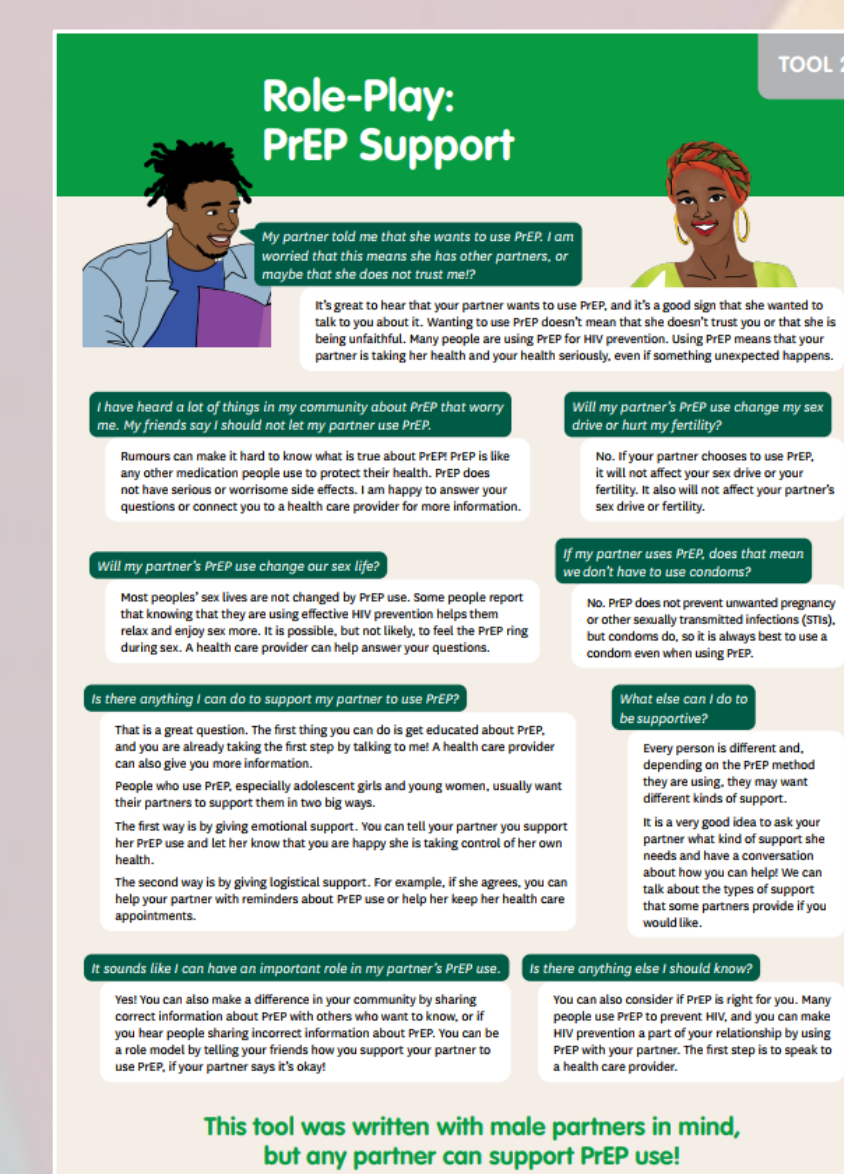 TOOL 2
Role-Play:
PrEP Support
My partner told me that she wants to use PrEP. I am
worried that this means she has other partners, or
maybe that she does not trust me!?
It's great to hear that your partner wants to use PrEP, and it's a good sign that she wanted to
talk to you about it. Wanting to use PrEP doesn't mean that she doesn't trust you or that she is
being unfaithful. Many people are using PrEP for HIV prevention. Using PrEP means that your
partner is taking her health and your health seriously, even if something unexpected happens.
I have heard a lot of things in my community about PrEP that worry
me. My friends say I should not let my partner use PrEP.
Rumours can make it hard to know what is true about PrEP! PrEP is like
any other medication people use to protect their health. PrEP does
not have serious or worrisome side effects. I am happy to answer your
questions or connect you to a health care provider for more information.
Will my partner's PrEP use change my sex
drive or hurt my fertility?
No. If your partner chooses to use PrEP,
it will not affect your sex drive or your
fertility. It also will not affect your partner's
sex drive or fertility.
Will my partner's PrEP use change our sex life?
Most peoples' sex lives are not changed by PrEP use. Some people report
that knowing that they are using effective HIV prevention helps them
relax and enjoy sex more. It is possible, but not likely, to feel the PrEP ring
during sex. A health care provider can help answer your questions.
If my partner uses PrEP, does that mean
we don't have to use condoms?
No. PrEP does not prevent unwanted pregnancy
or other sexually transmitted infections (STIs),
but condoms do, so it is always best to use a
condom even when using PrEP.
Is there anything I can do to support my partner to use PrEP?
That is a great question. The first thing you can do is get educated about PrEP,
and you are already taking the first step by talking to me! A health care provider
can also give you more information.
People who use PrEP, especially adolescent girls and young women, usually want
their partners to support them in two big ways.
The first way is by giving emotional support. You can tell your partner you support
her PrEP use and let her know that you are happy she is taking control of her own
health.
The second way is by giving logistical support. For example, if she agrees, you can
help your partner with reminders about PrEP use or help her keep her health care
appointments.
What else can I do to
be supportive?
Every person is different and,
depending on the PrEP method
they are using, they may want
different kinds of support.
It is a very good idea to ask your
partner what kind of support she
needs and have a conversation
about how you can help! We can
talk about the types of support
that some partners provide if you
would like.
It sounds like I can have an important role in my partner's PrEP use.
Yes! You can also make a difference in your community by sharing
correct information about PrEP with others who want to know, or if
you hear people sharing incorrect information about PrEP. You can be
a role model by telling your friends how you support your partner to
use PrEP, if your partner says it's okay!
Is there anything else I should know?
You can also consider if PrEP is right for you. Many
people use PrEP to prevent HIV, and you can make
HIV prevention a part of your relationship by using
PrEP with your partner. The first step is to speak to
a health care provider.
This tool was written with male partners in mind,
but any partner can support PrEP use!